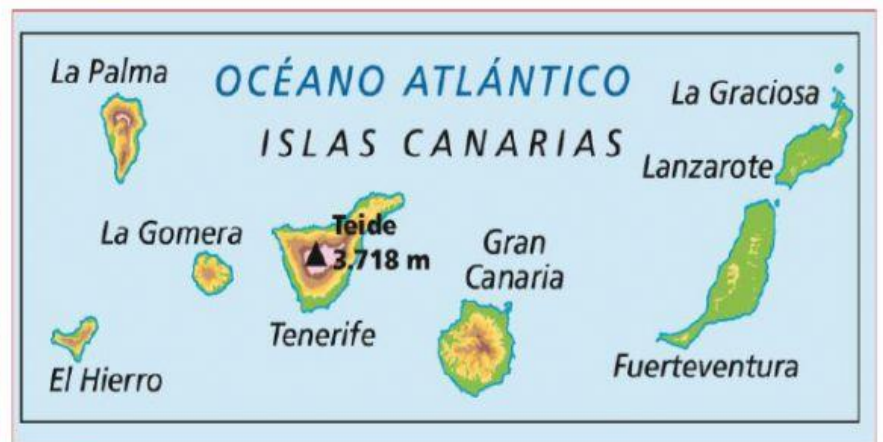 La Palma
OCÉANO ATLÁNTICO
La Graciosa
ISLAS CANARIAS
Lanzarote
La Gomera
Teide
3.718 m
Gran
Canaria
Tenerife
El Hierro
Fuerteventura